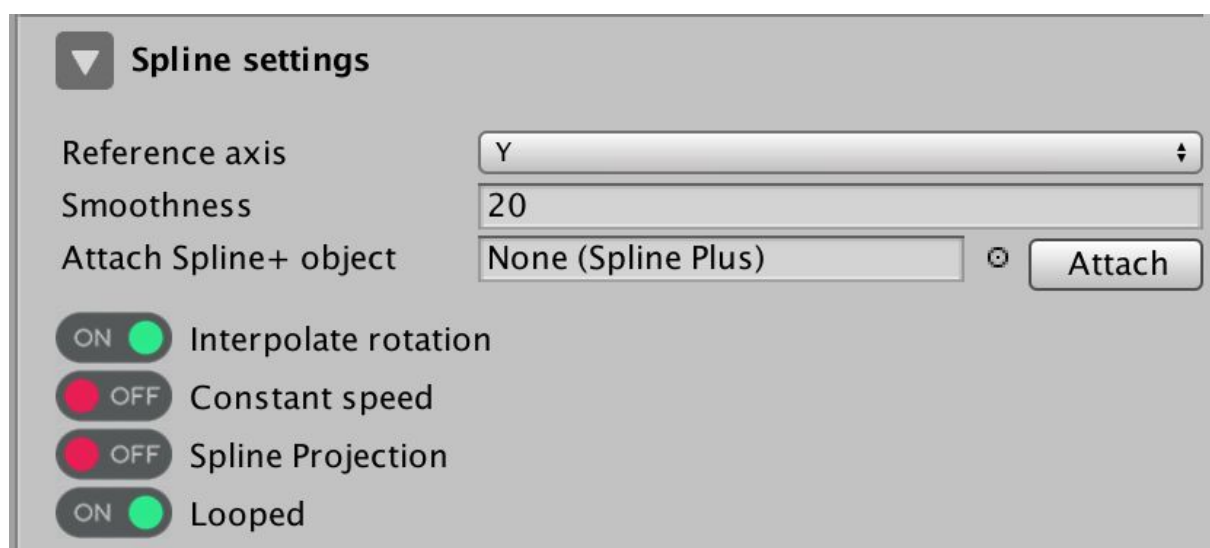 Spline settings
Reference axis Y
Smoothness 20
Attach Spline+ object None (Spline Plus) Attach
ON Interpolate rotation
OFF Constant speed
OFF Spline Projection
ON Looped